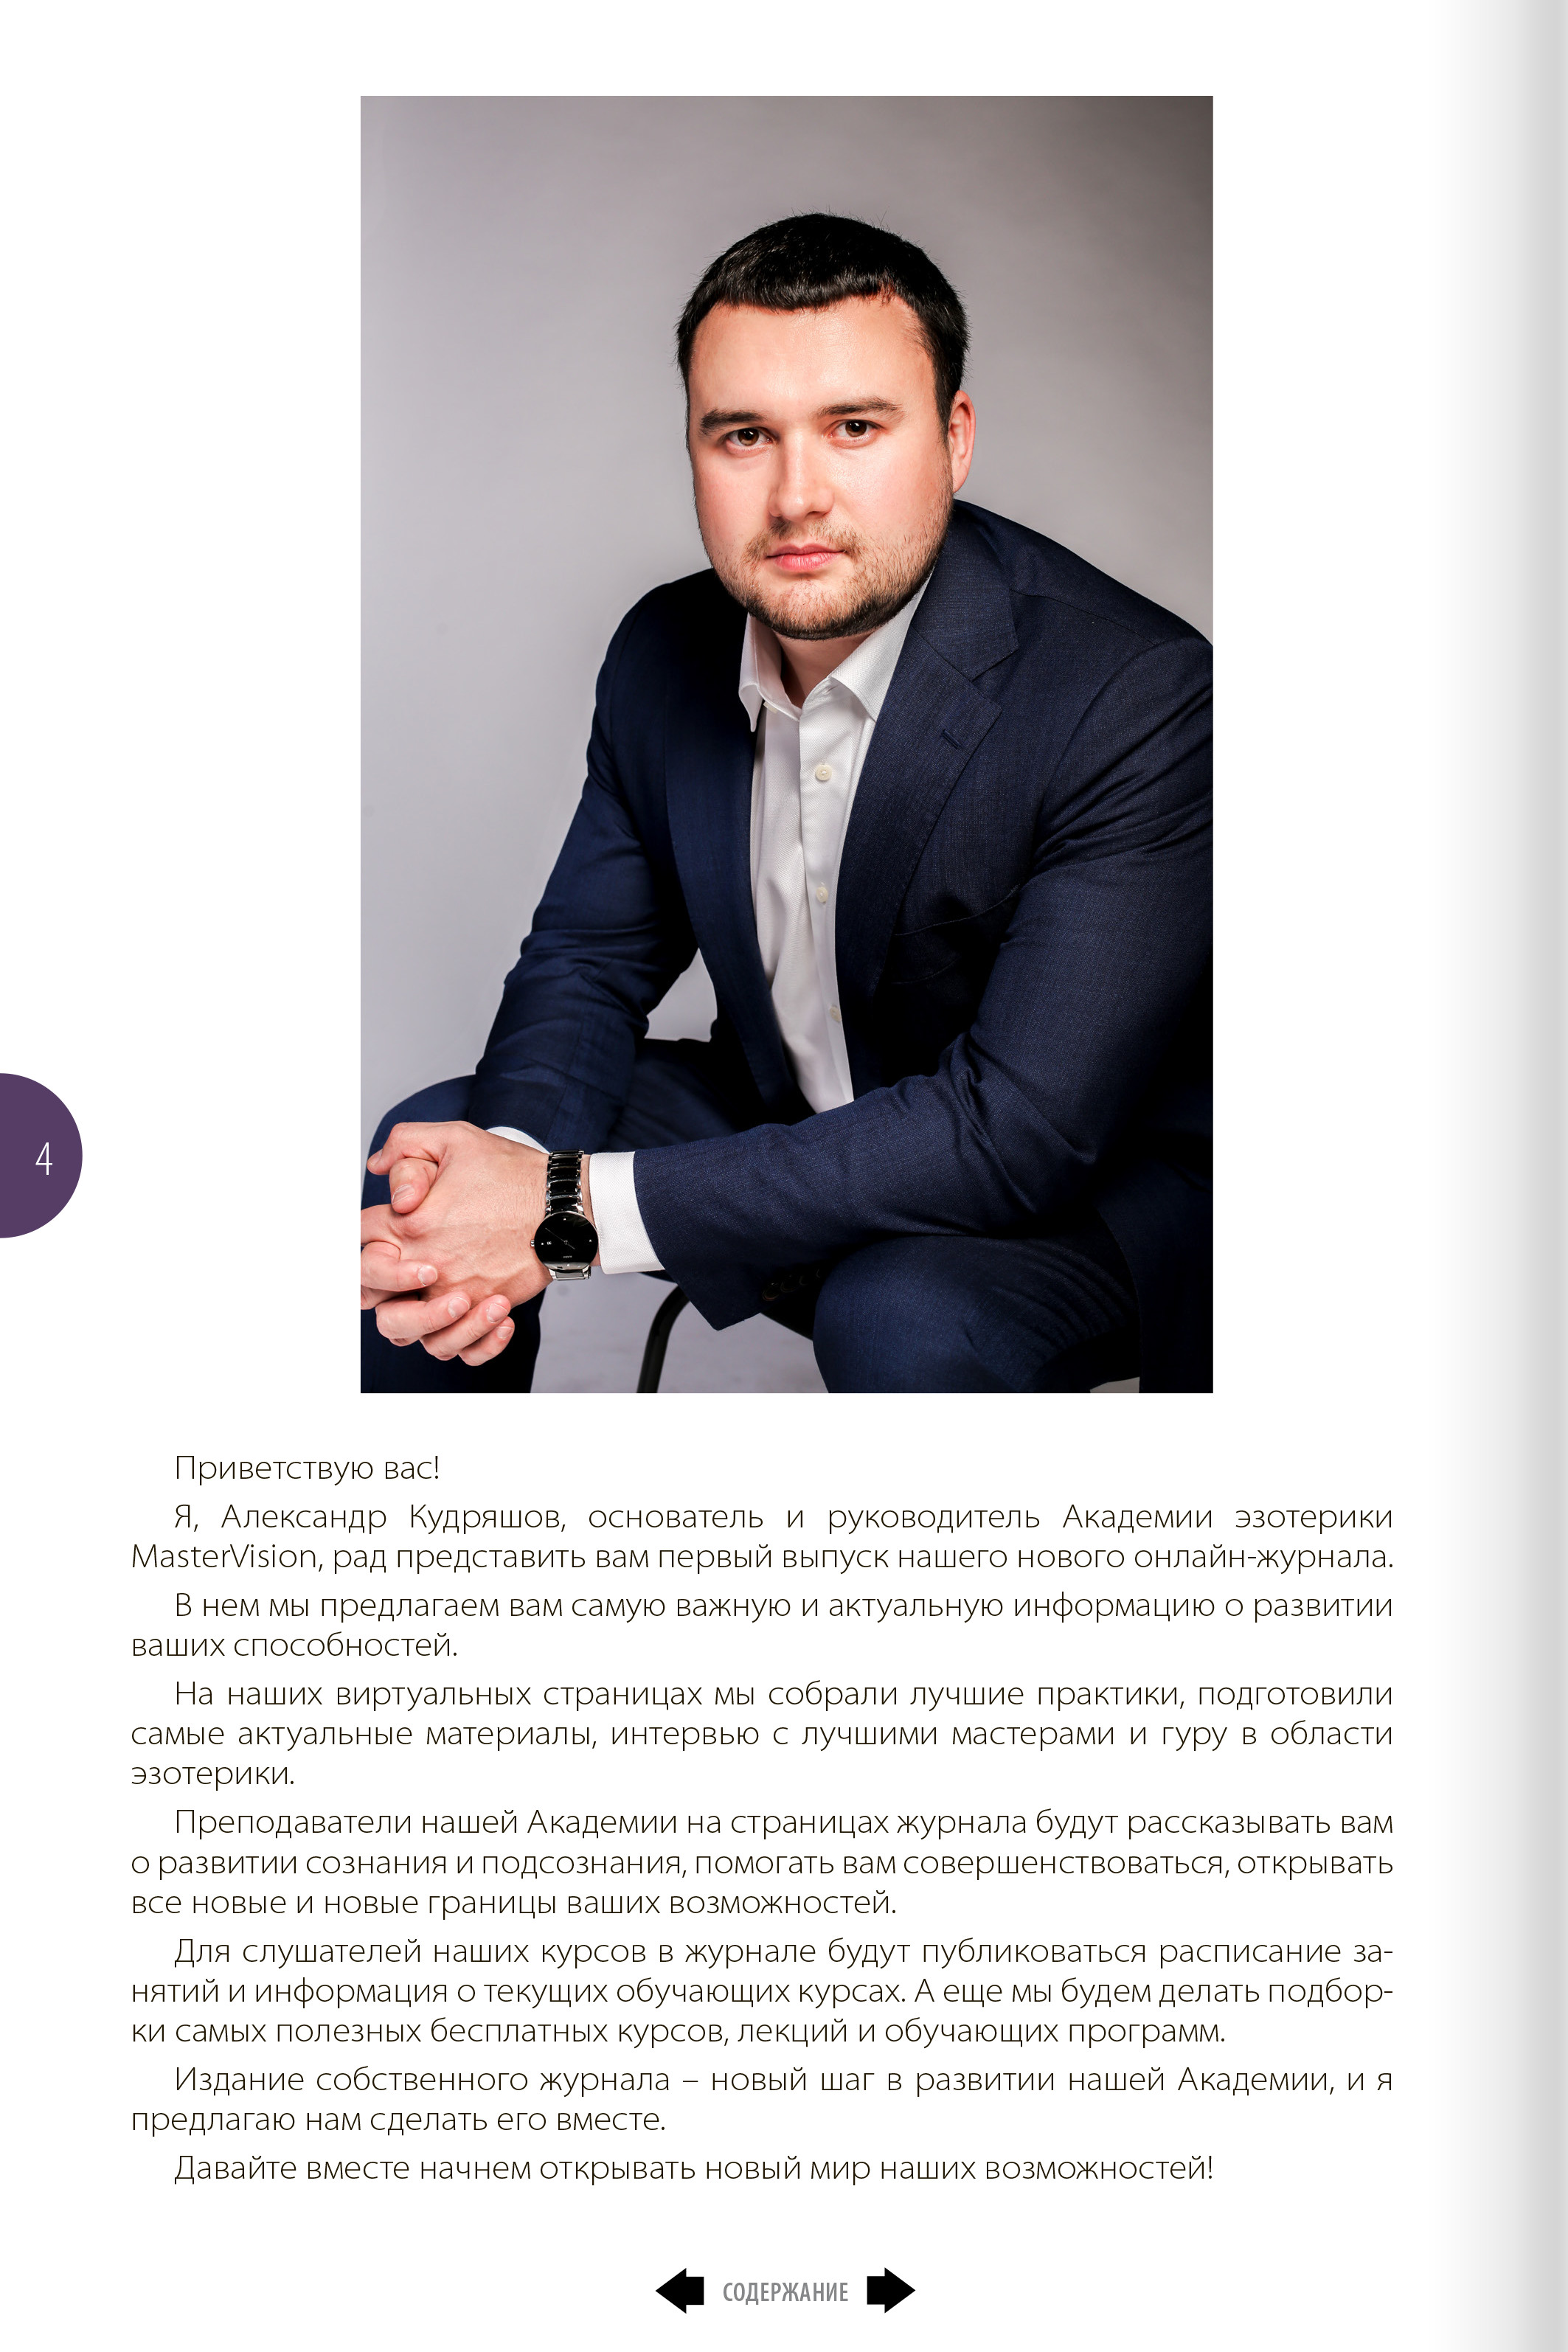 4
Приветствую вас!
Я, Александр Кудряшов, основатель и руководитель Академии эзотерики
MasterVision, рад представить вам первый выпуск нашего нового онлайн-журнала.
В нем мы предлагаем вам самую важную и актуальную информацию о развитии
ваших способностей.
На наших виртуальных страницах мы собрали лучшие практики, подготовили
самые актуальные материалы, интервью с лучшими мастерами и гуру в области
эзотерики.
Преподаватели нашей Академии на страницах журнала будут рассказывать вам
о развитии сознания и подсознания, помогать вам совершенствоваться, открывать
все новые и новые границы ваших возможностей.
Для слушателей наших курсов в журнале будут публиковаться расписание за-
нятий и информация о текущих обучающих курсах. А еще мы будем делать подбор-
ки самых полезных бесплатных курсов, лекций и обучающих программ.
Издание собственного журнала – новый шаг в развитии нашей Академии, и я
предлагаю нам сделать его вместе.
Давайте вместе начнем открывать новый мир наших возможностей!
СОДЕРЖАНИЕ